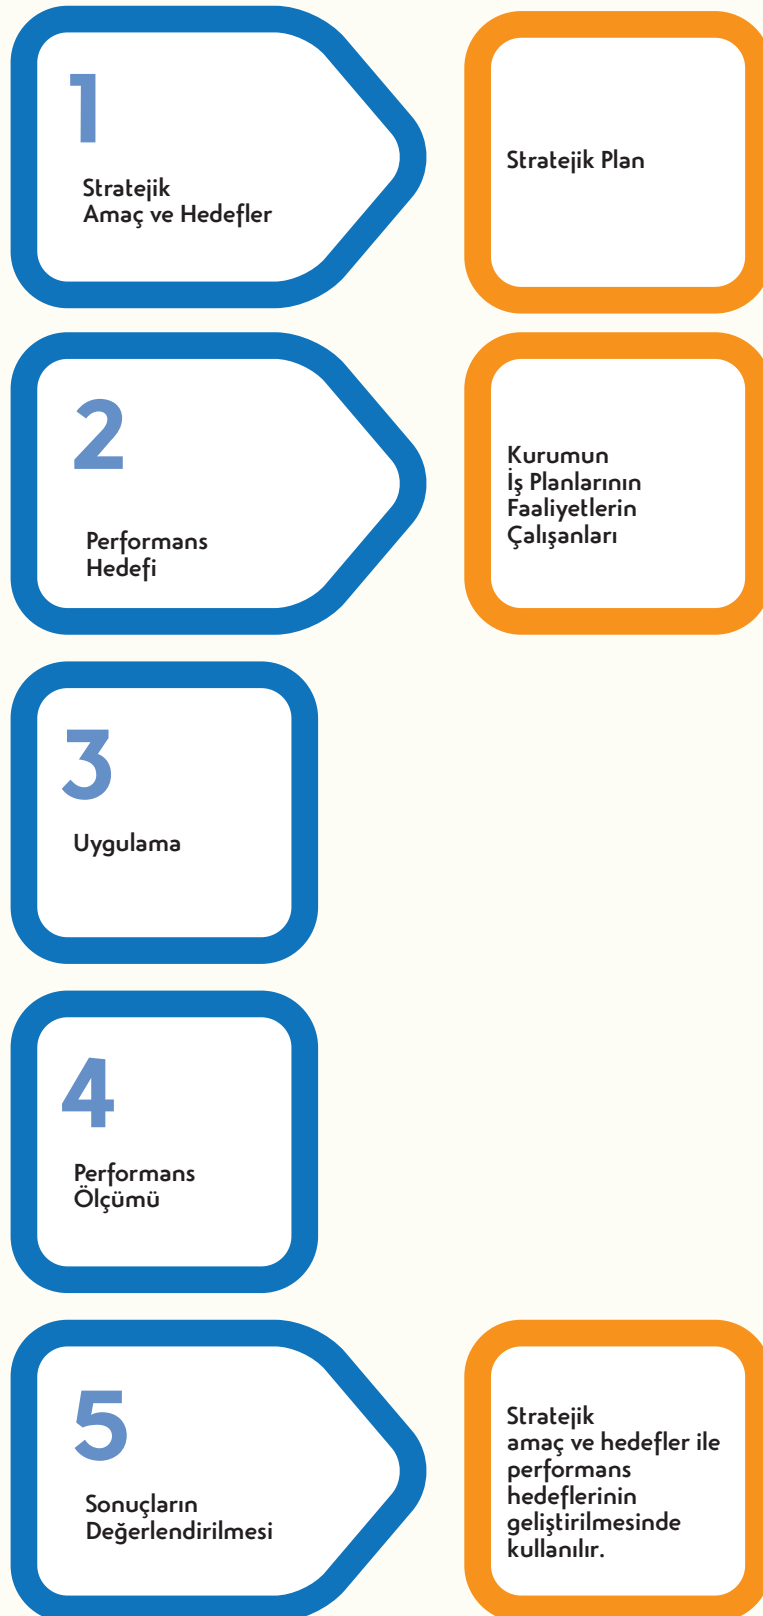 1
Stratejik
Amaç ve Hedefler
Stratejik Plan
2
Performans
Hedefi
Kurumun
İş Planlarının
Faaliyetlerin
Çalışanları
3
Uygulama
4
Performans
Ölçümü
5
Sonuçların
Değerlendirilmesi
Stratejik
amaç ve hedefler ile
performans
hedeflerinin
geliştirilmesinde
kullanılır.